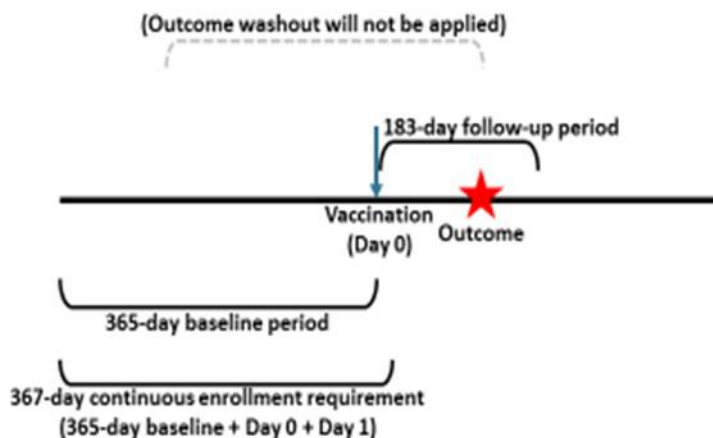 (Outcome washout will not be applied)
183-day follow-up period
Vaccination
(Day 0)
Outcome
365-day baseline period
367-day continuous enrollment requirement
(365-day baseline + Day 0 + Day 1)